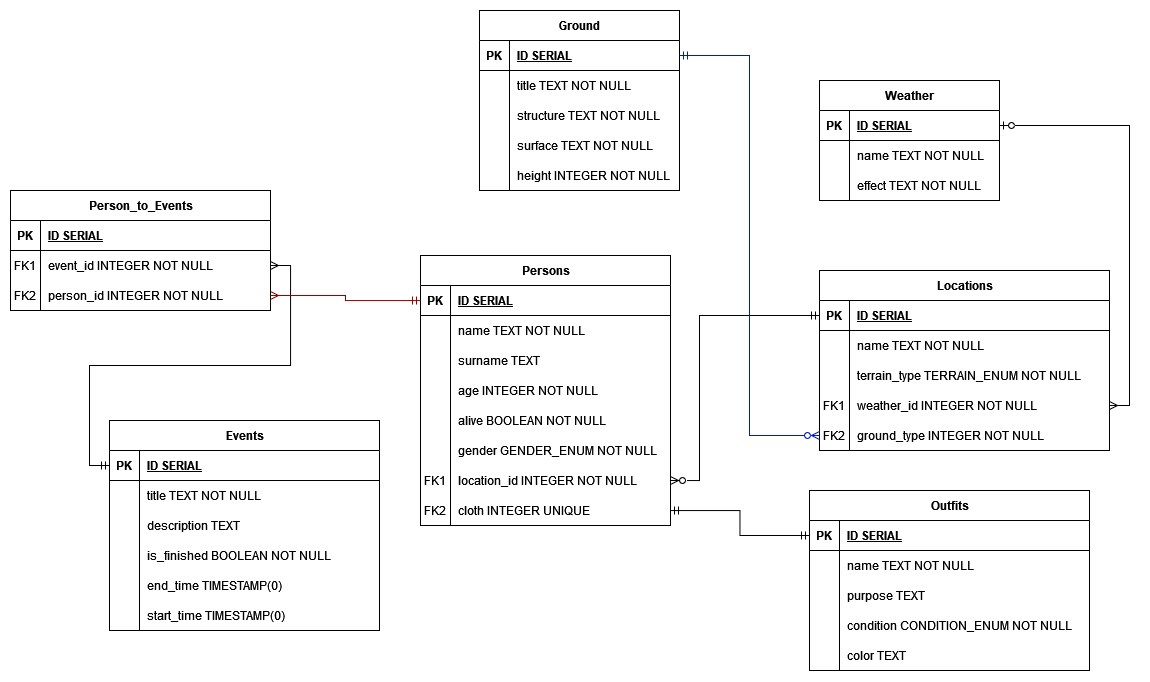 Ground
PK ID SERIAL
title TEXT NOT NULL
structure TEXT NOT NULL
surface TEXT NOT NULL
height INTEGER NOT NULL
Weather
PK ID SERIAL
name TEXT NOT NULL
effect TEXT NOT NULL
Person_to_Events
PK ID SERIAL
FK1 event_id INTEGER NOT NULL
FK2 person_id INTEGER NOT NULL
Persons
PK ID SERIAL
name TEXT NOT NULL
surname TEXT
age INTEGER NOT NULL
alive BOOLEAN NOT NULL
gender GENDER_ENUM NOT NULL
FK1 location_id INTEGER NOT NULL
FK2 cloth INTEGER UNIQUE
Locations
PK ID SERIAL
name TEXT NOT NULL
terrain_type TERRAIN_ENUM NOT NULL
FK1 weather_id INTEGER NOT NULL
FK2 ground_type INTEGER NOT NULL
Events
PK ID SERIAL
title TEXT NOT NULL
description TEXT
is_finished BOOLEAN NOT NULL
end_time TIMESTAMP(0)
start_time TIMESTAMP(0)
Outfits
PK ID SERIAL
name TEXT NOT NULL
purpose TEXT
condition CONDITION_ENUM NOT NULL
color TEXT